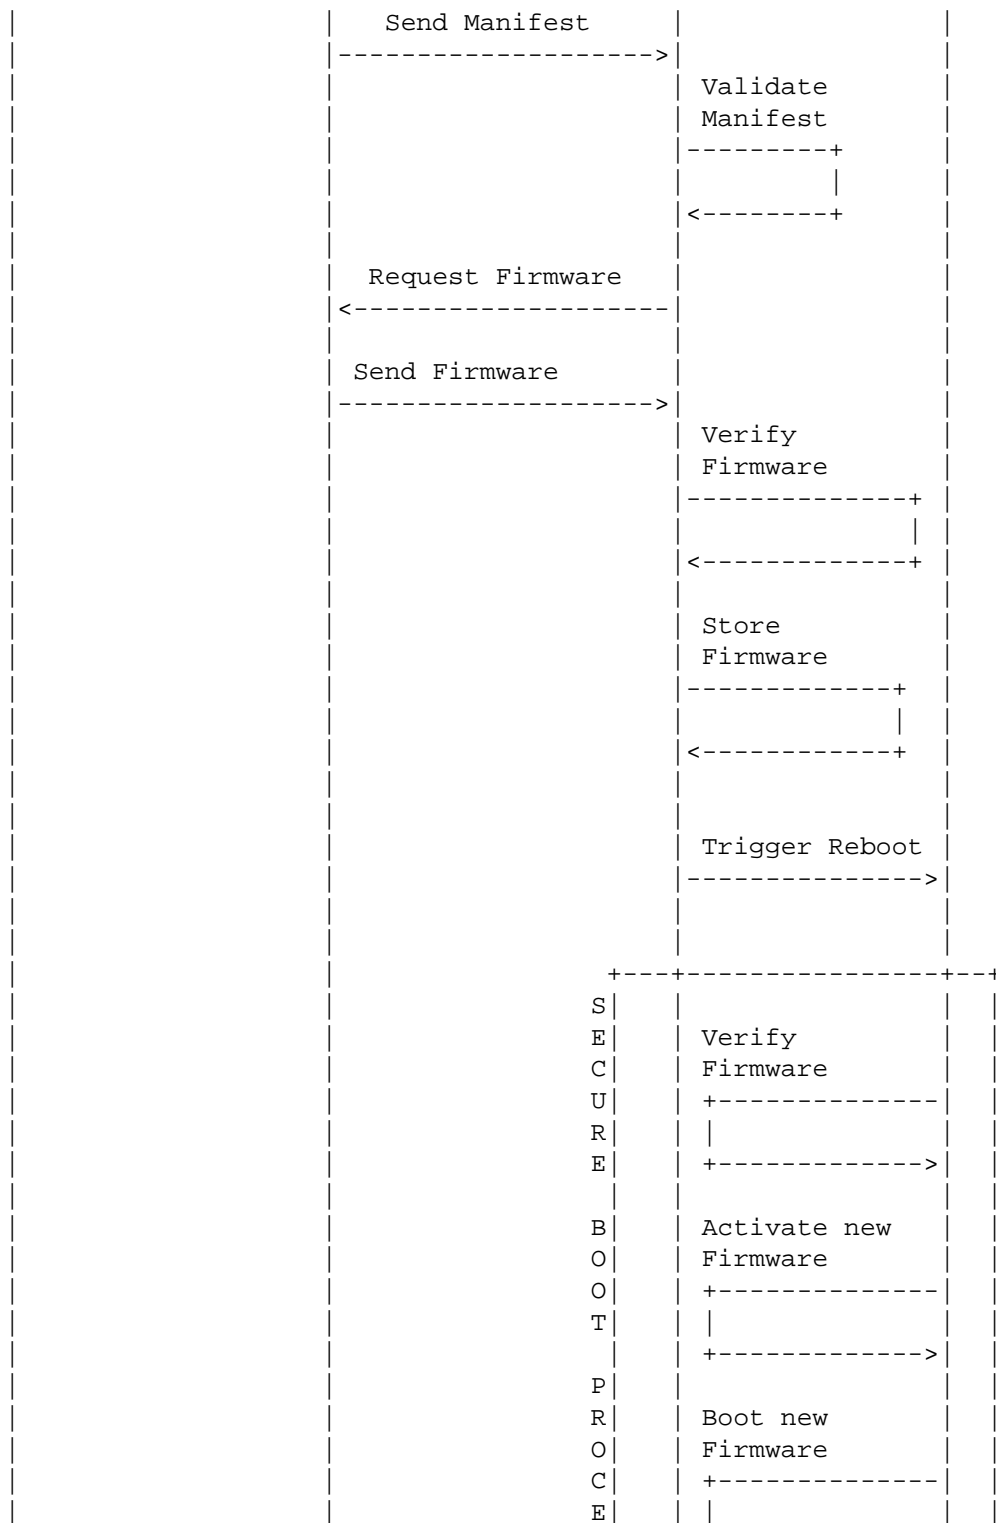 Send Manifest
Validate
Manifest
Request Firmware
Send Firmware
Verify
Firmware
Store
Firmware
Trigger Reboot
S
E Verify
C Firmware
U
R
E
B Activate new
O Firmware
O
T
P
R Boot new
O Firmware
C
E